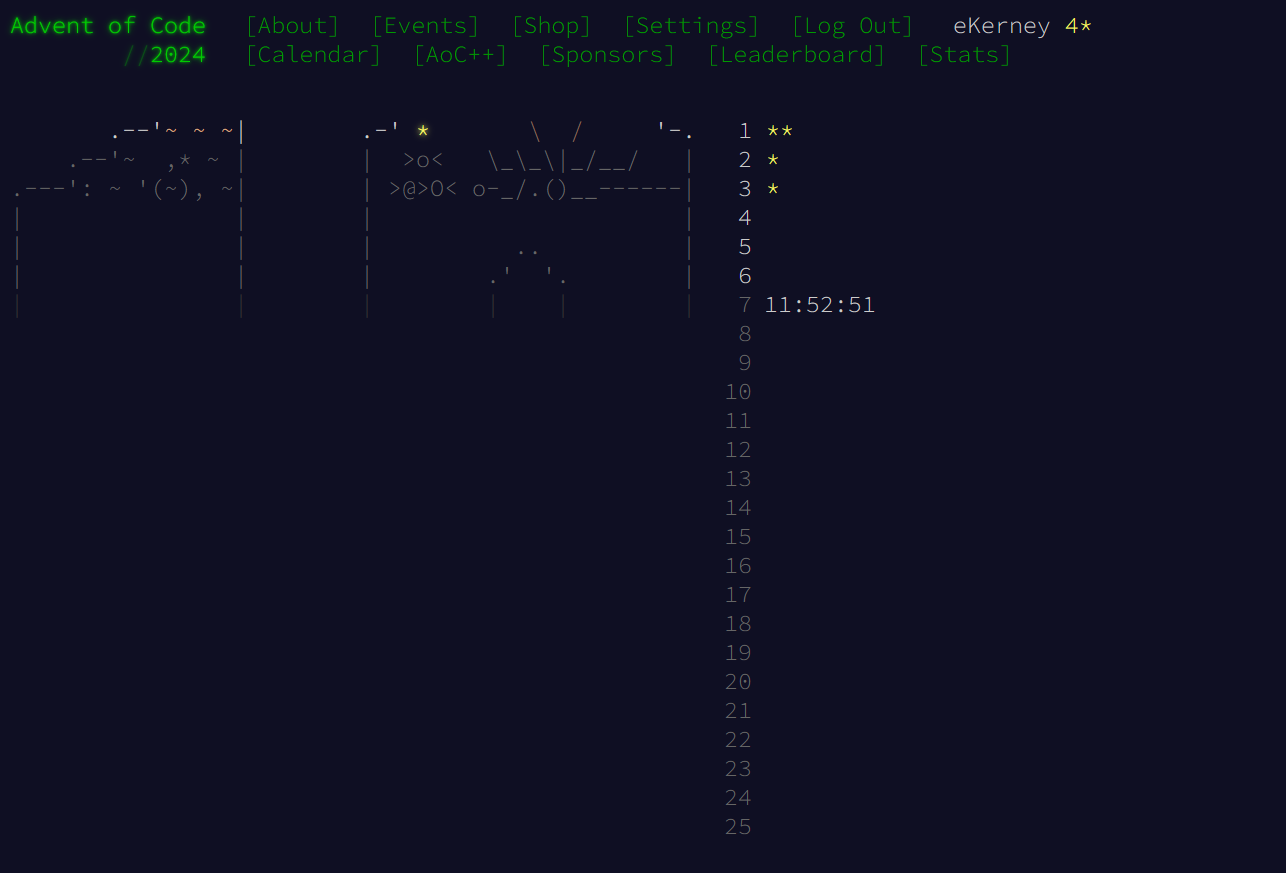 Advent of Code [About] [Events] [Shop] [Settings] [Log Out] eKerney 4*
//2024 [Calendar] [AoC++] [Sponsors] [Leaderboard] [Stats]
       .--'~ ~ ~|        .-' *       \  /     '-.   1 **
    .--'~  ,* ~ |        |  >o<   \_\_\|_/__/   |   2 *
.---': ~ '(~), ~|        | >@>O< o-_/.()__------|   3 *
|               |        |                      |   4
|               |        |          ..          |   5
|               |        |        .'  '.        |   6
|               |        |        |    |        |   7 11:52:51
8
9
10
11
12
13
14
15
16
17
18
19
20
21
22
23
24
25